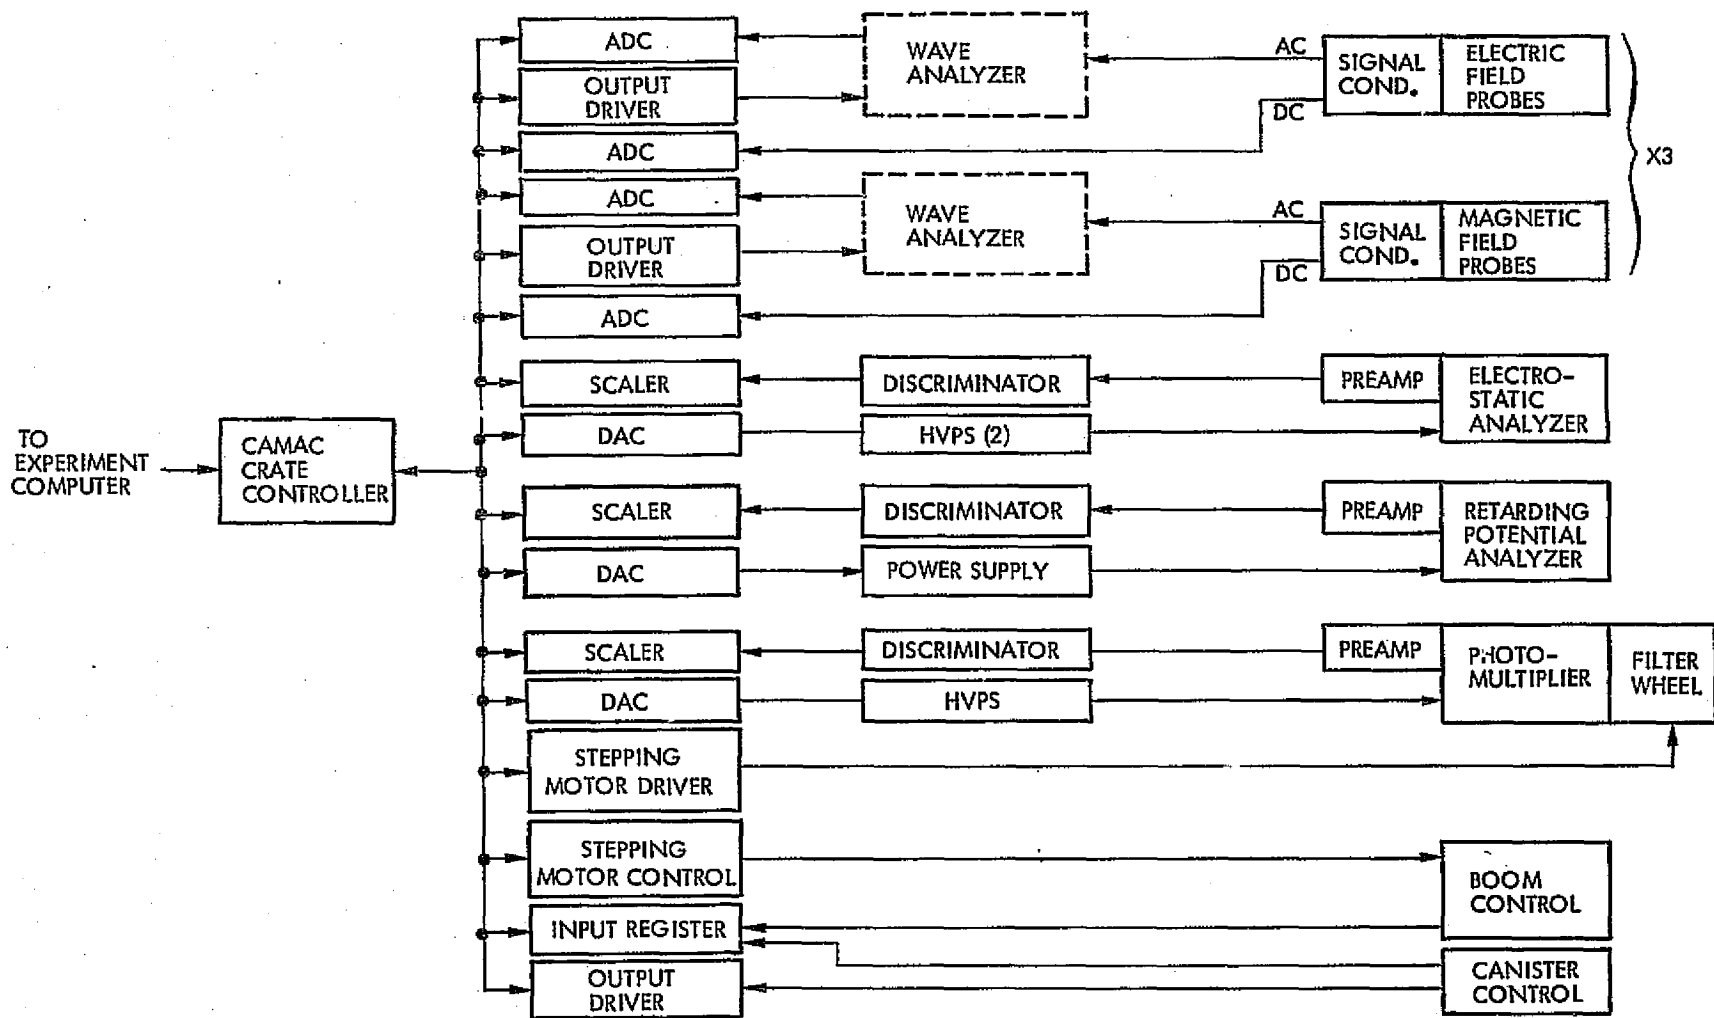 ADC
WAVE
ANALYZER
AC
SIGNAL
COND.
ELECTRIC
FIELD
PROBES
OUTPUT
DRIVER
DC
ADC
X3
ADC
WAVE
ANALYZER
AC
SIGNAL
COND.
MAGNETIC
FIELD
PROBES
OUTPUT
DRIVER
DC
ADC
SCALER
DISCRIMINATOR
PREAMP
ELECTRO-
STATIC
ANALYZER
DAC
HVPS (2)
TO
EXPERIMENT
COMPUTER
CAMAC
CRATE
CONTROLLER
SCALER
DISCRIMINATOR
PREAMP
RETARDING
POTENTIAL
ANALYZER
DAC
POWER SUPPLY
SCALER
DISCRIMINATOR
PREAMP
PHOTO-
MULTIPLIER
FILTER
WHEEL
DAC
HVPS
STEPPING
MOTOR DRIVER
STEPPING
MOTOR CONTROL
BOOM
CONTROL
INPUT REGISTER
OUTPUT
DRIVER
CANISTER
CONTROL